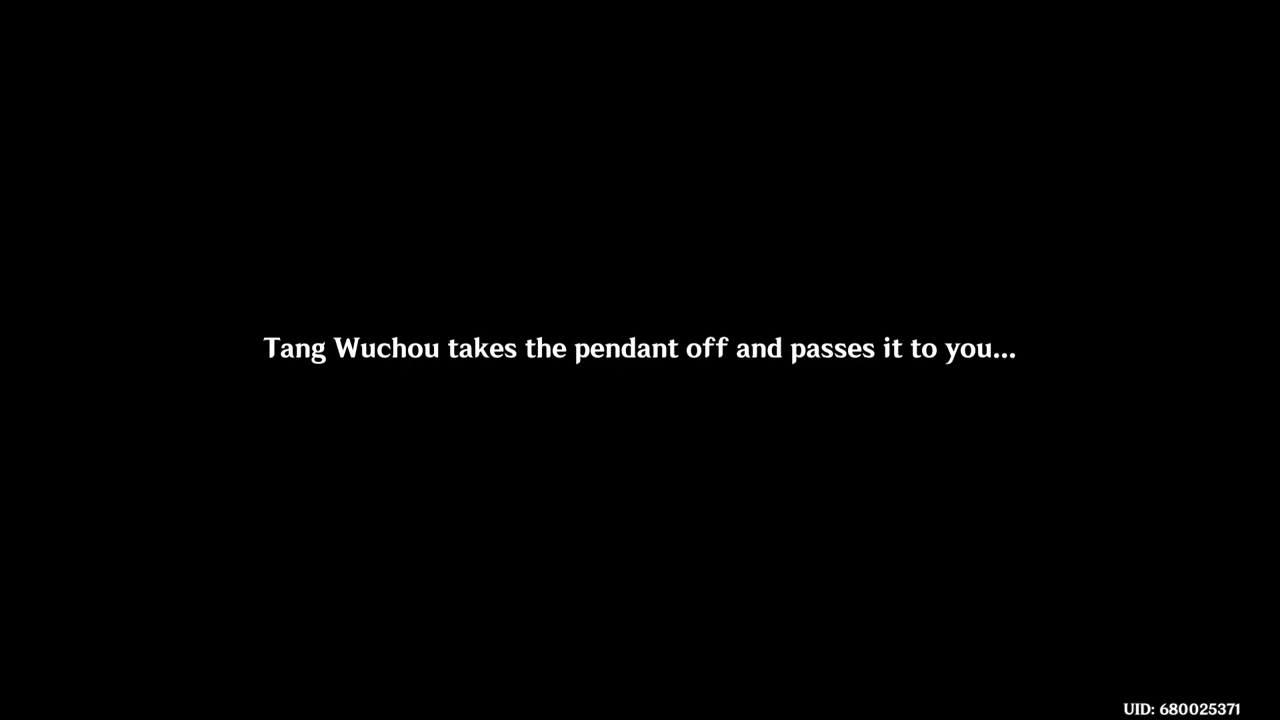 Tang Wuchou takes the pendant off and passes it to you...
UID: 680025371